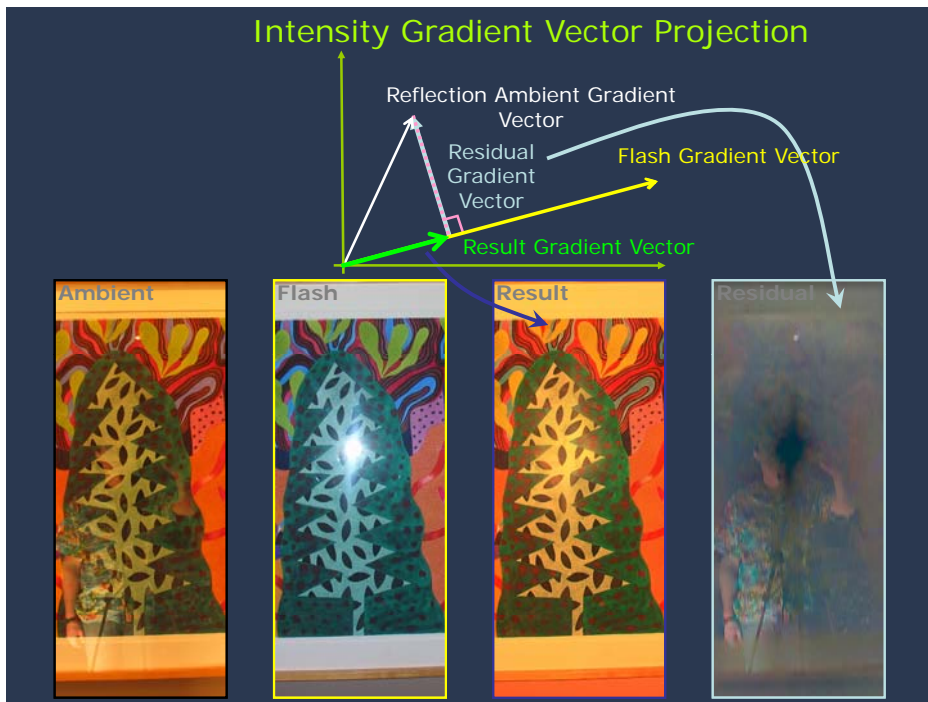 Intensity Gradient Vector Projection
Reflection Ambient Gradient
Vector
Residual
Gradient
Vector
Flash Gradient Vector
Result Gradient Vector
Ambient
Flash
Result
Residual